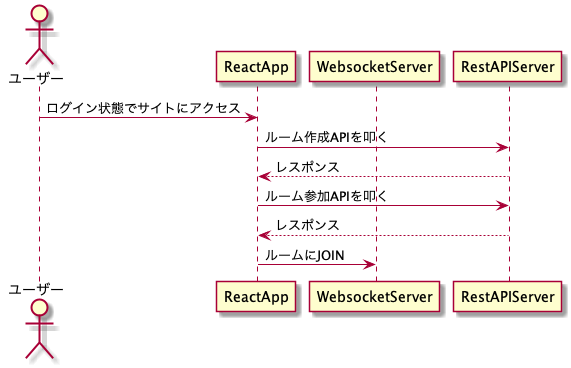 ユーザー
ReactApp
WebsocketServer
RestAPIServer
ログイン状態でサイトにアクセス
ルーム作成APIを叩く
レスポンス
ルーム参加APIを叩く
レスポンス
ルームにJOIN
ユーザー
ReactApp
WebsocketServer
RestAPIServer